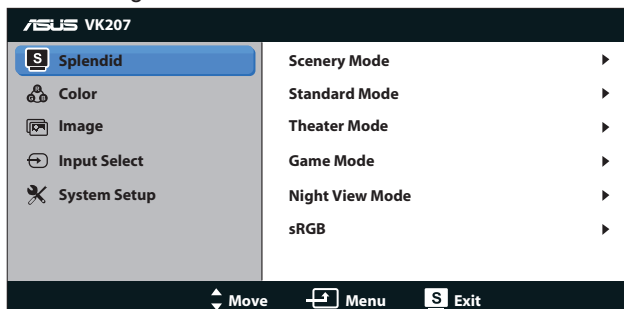 ASUS VK207
S Splendid
Color
Image
Input Select
System Setup
Scenery Mode
Standard Mode
Theater Mode
Game Mode
Night View Mode
sRGB
Move Menu S Exit